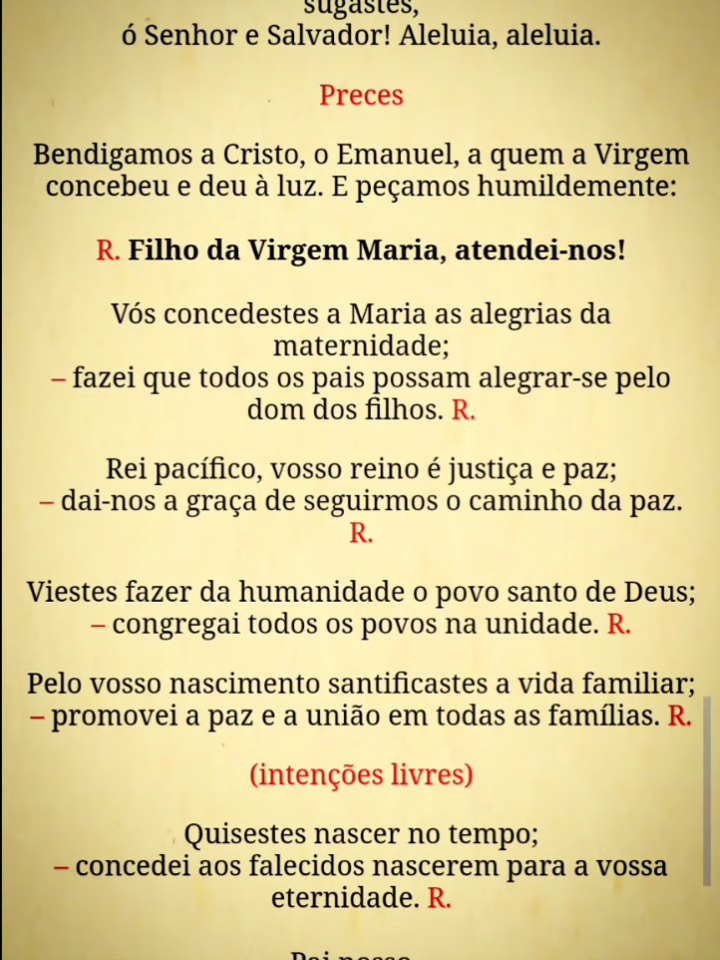 sugastes,
ó Senhor e Salvador! Aleluia, aleluia.
Preces
Bendigamos a Cristo, o Emanuel, a quem a Virgem
concebeu e deu à luz. E peçamos humildemente:
R. Filho da Virgem Maria, atendei-nos!
Vós concedestes a Maria as alegrias da
maternidade;
– fazei que todos os pais possam alegrar-se pelo
dom dos filhos. R.
Rei pacífico, vosso reino é justiça e paz;
– dai-nos a graça de seguirmos o caminho da paz.
R.
Viestes fazer da humanidade o povo santo de Deus;
– congregai todos os povos na unidade. R.
Pelo vosso nascimento santificastes a vida familiar;
– promovei a paz e a união em todas as famílias. R.
(intenções livres)
Quisestes nascer no tempo;
– concedei aos falecidos nascerem para a vossa
eternidade. R.
Pai nosso